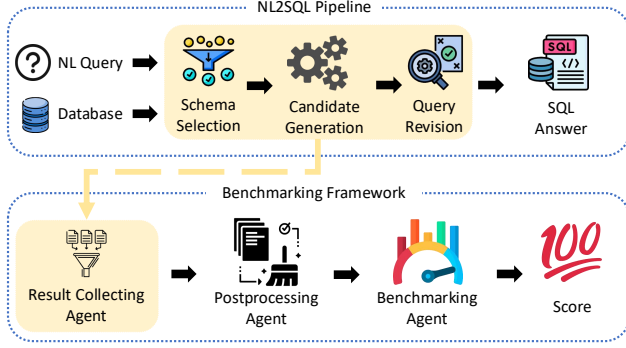 NL2SQL Pipeline
NL Query
Database
Schema
Selection
Candidate
Generation
Query
Revision
SQL
</>
SQL
Answer
Benchmarking Framework
Result Collecting
Agent
Postprocessing
Agent
Benchmarking
Agent
100
Score